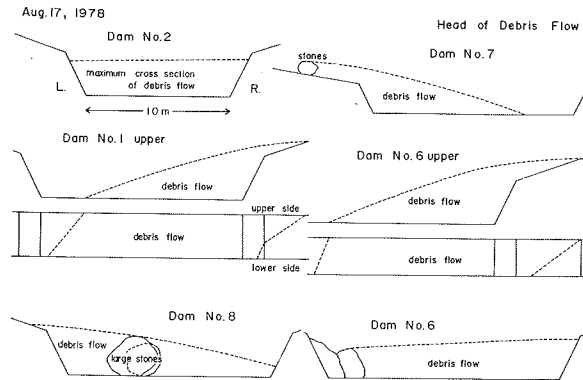 Aug.17, 1978
Head of Debris Flow
Dam No.2
maximum cross section
of debris flow
L.
R.
10m
Dam No.7
stones
debris flow
Dam No.1 upper
debris flow
upper side
debris flow
lower side
Dam No.6 upper
debris flow
debris flow
Dam No.8
debris flow
large stones
Dam No.6
debris flow